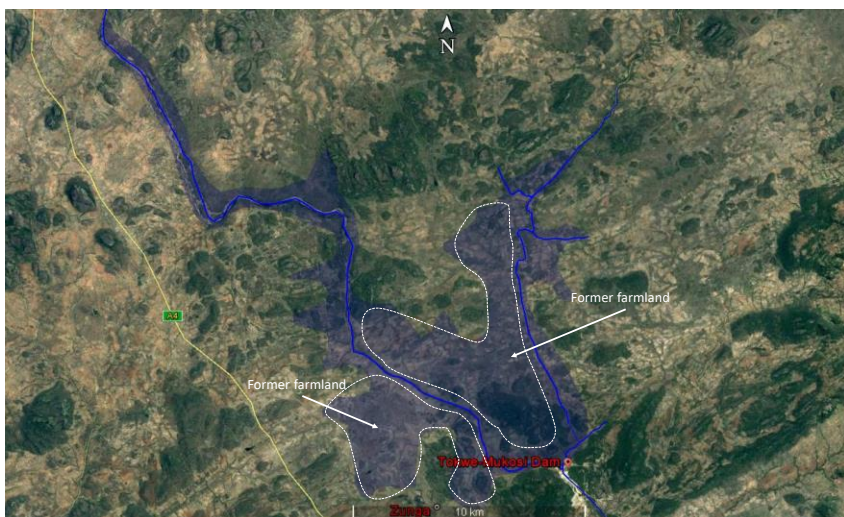 N
Former farmland
A4
Former farmland
Tokwe-Mukosi Dam
Zunga
10 km